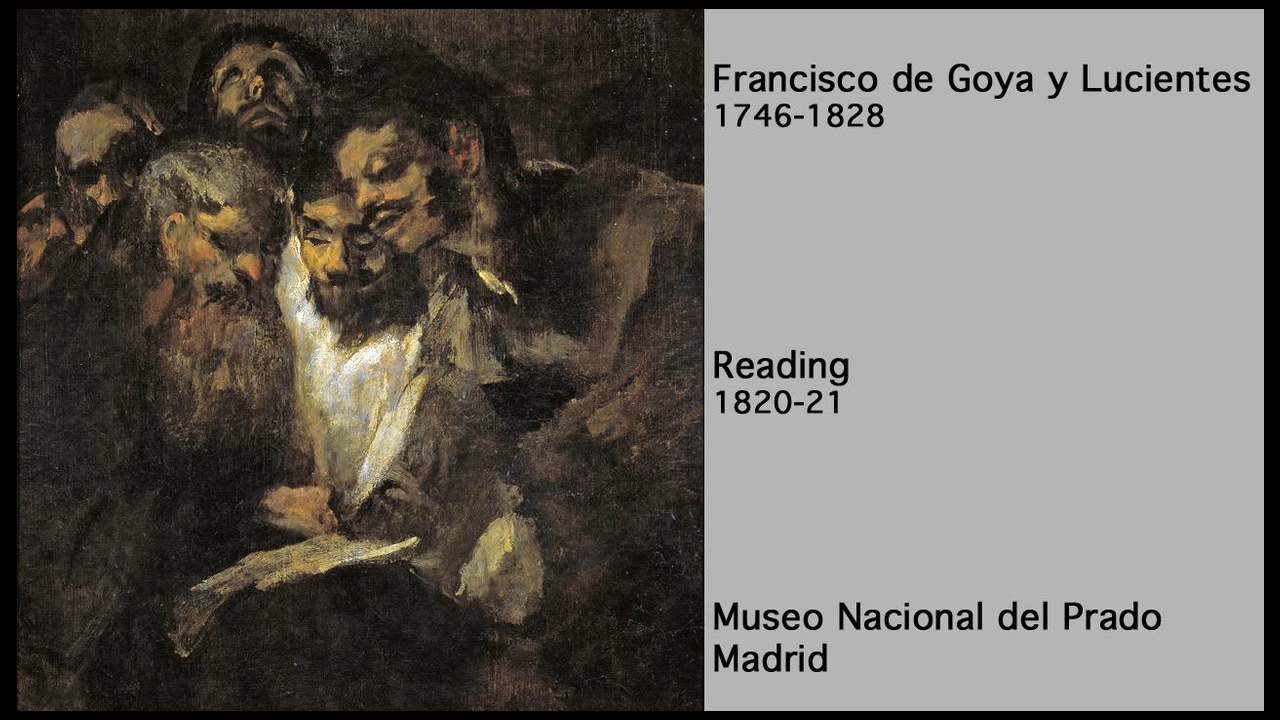 Francisco de Goya y Lucientes
1746-1828
Reading
1820-21
Museo Nacional del Prado
Madrid